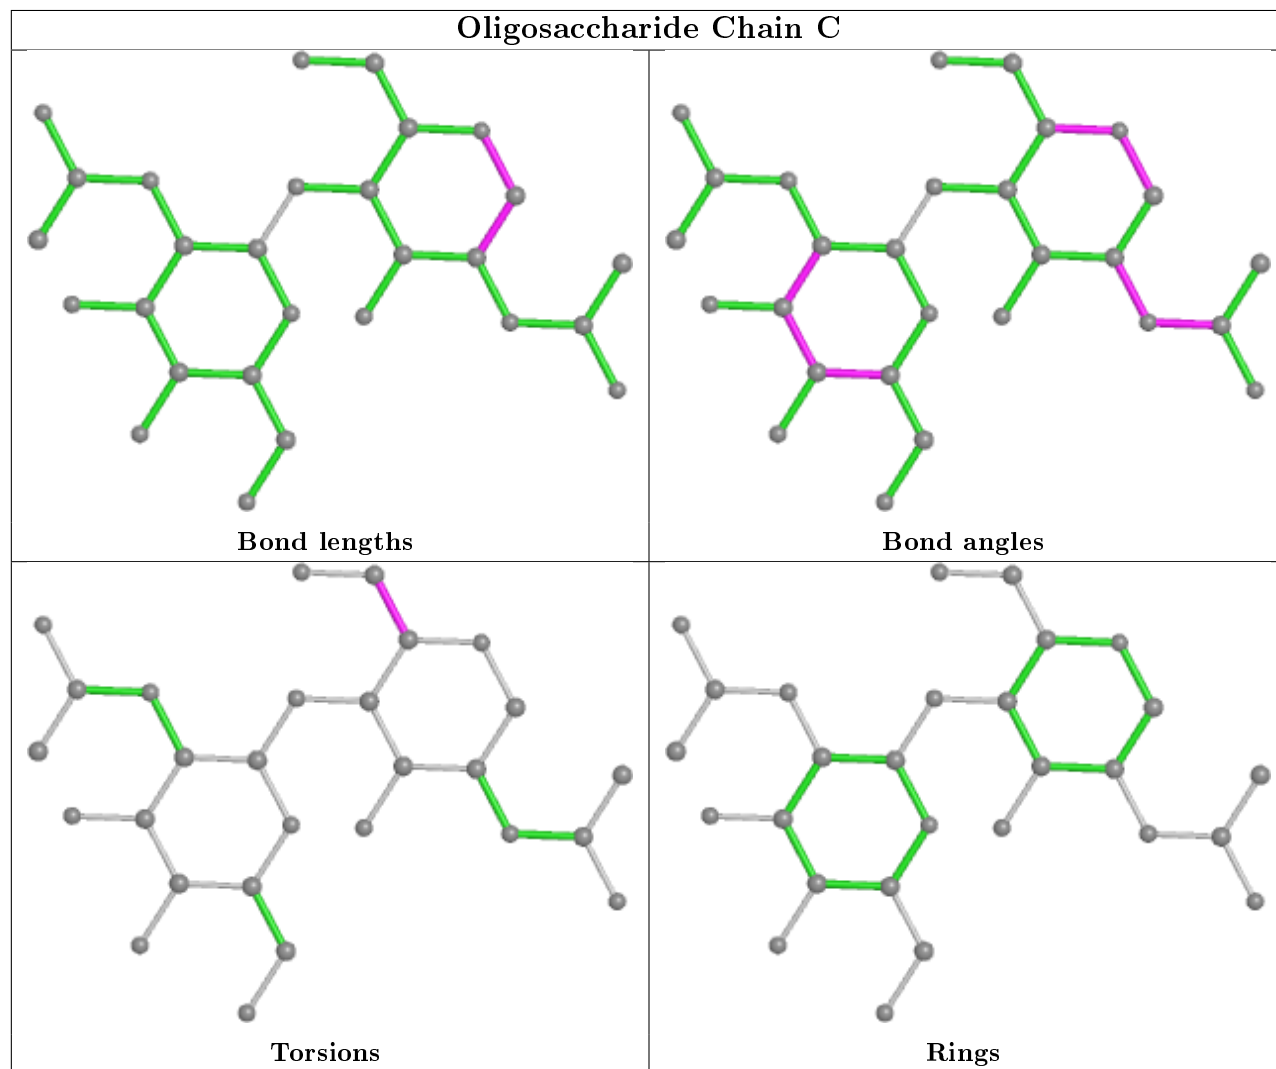 Oligosaccharide Chain C
Bond lengths
Bond angles
Torsions
Rings